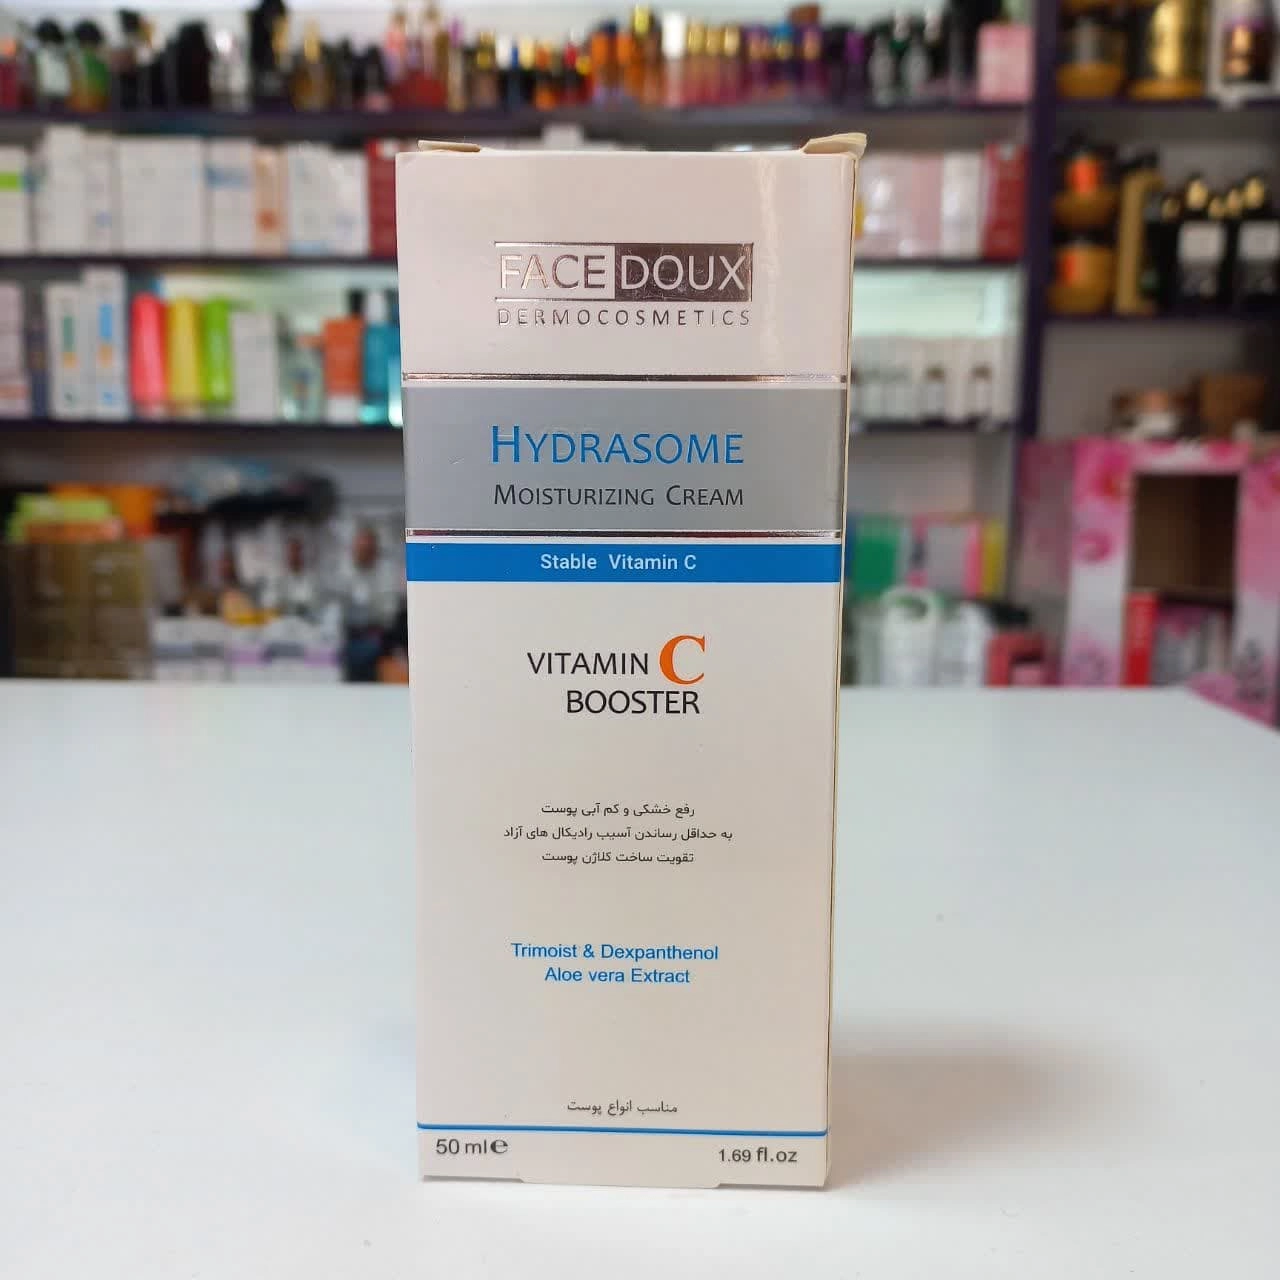 FACE DOUX
DERMOCOSMETICS
HYDRASOME
MOISTURIZING CREAM
Stable Vitamin C
VITAMIN C
BOOSTER
رفع خشکی و کم آبی پوست
به حداقل رساندن آسیب رادیکال های آزاد
تقویت ساخت کلاژن پوست
Trimoist & Dexpanthenol
Aloe vera Extract
مناسب انواع پوست
50 ml℮
1.69 fl.oz